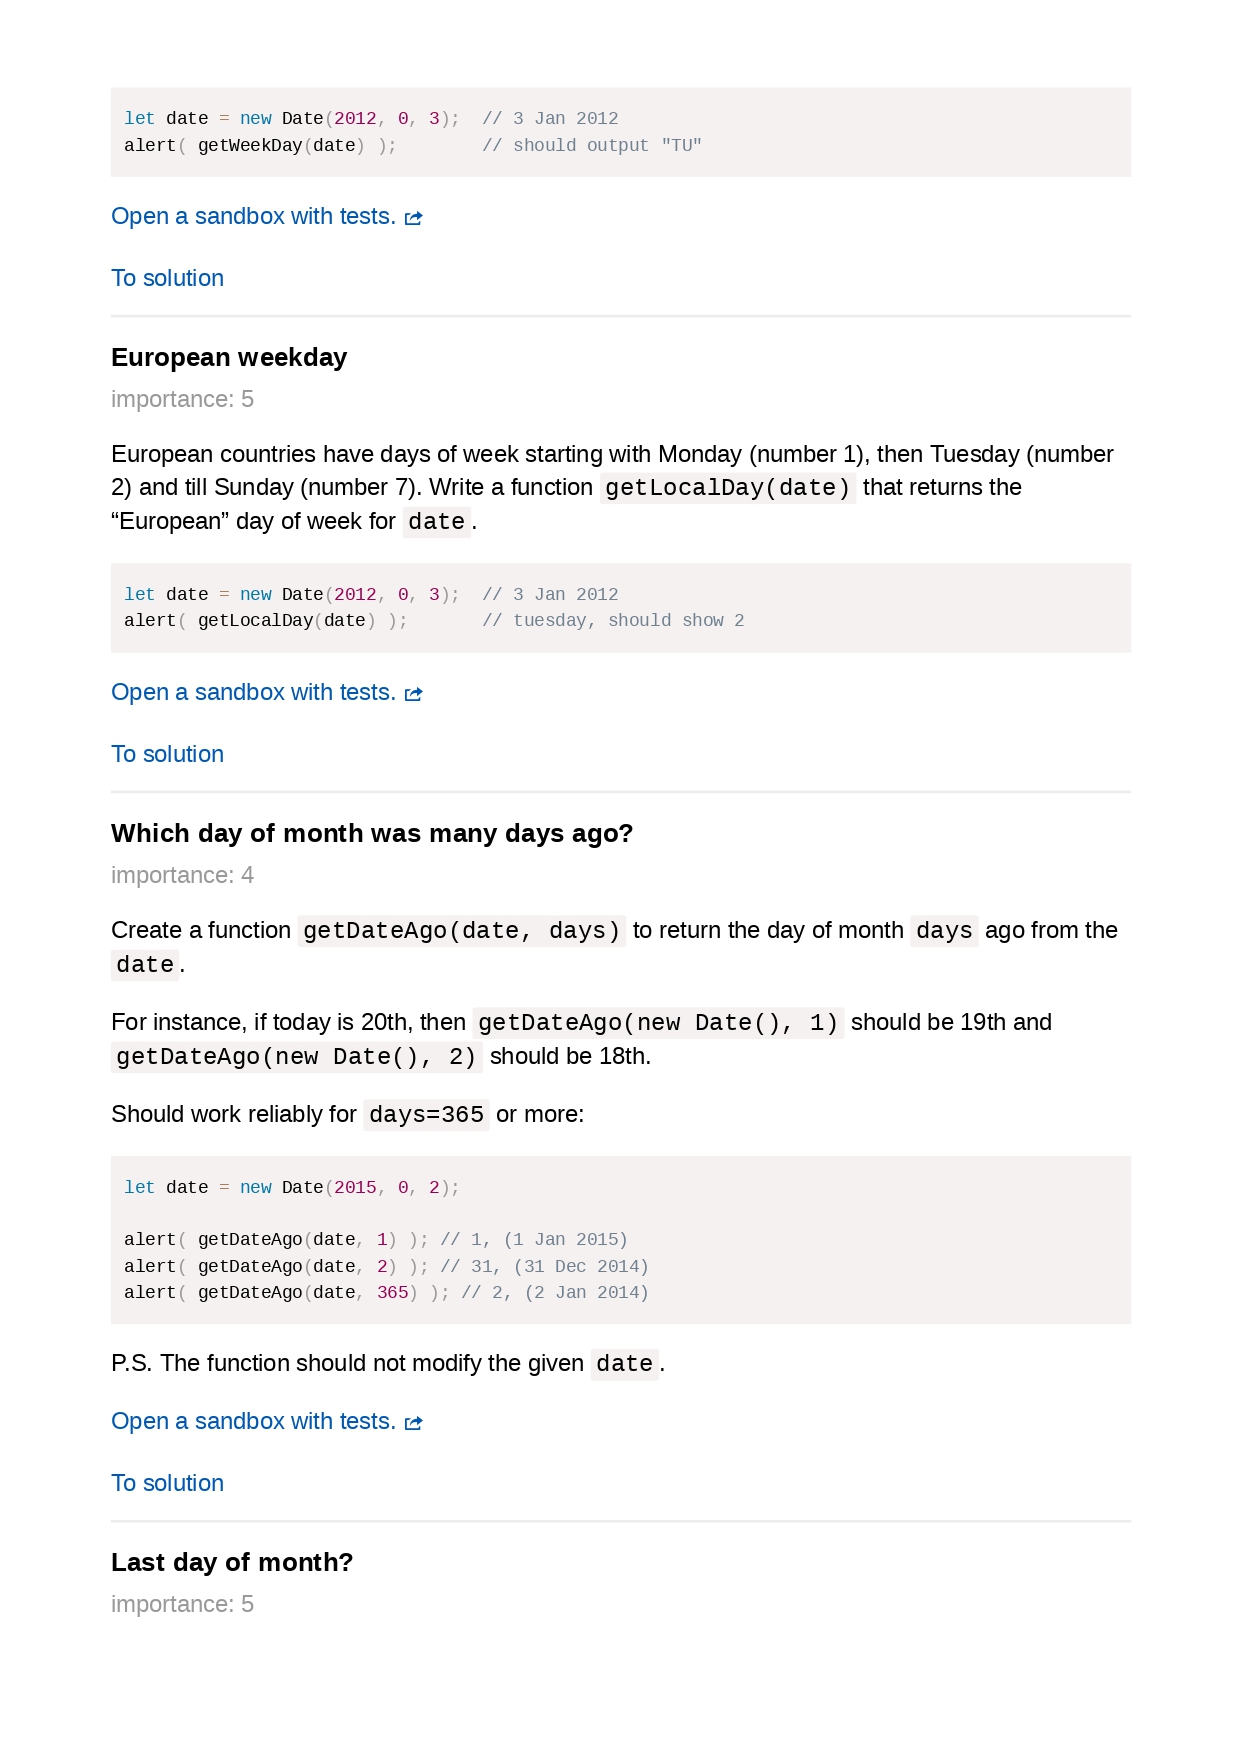 let date = new Date(2012, 0, 3);  // 3 Jan 2012
alert( getWeekDay(date) );        // should output "TU"
Open a sandbox with tests.
To solution
European weekday
importance: 5
European countries have days of week starting with Monday (number 1), then Tuesday (number
2) and till Sunday (number 7). Write a function getLocalDay(date) that returns the
“European” day of week for date.
let date = new Date(2012, 0, 3);  // 3 Jan 2012
alert( getLocalDay(date) );       // tuesday, should show 2
Open a sandbox with tests.
To solution
Which day of month was many days ago?
importance: 4
Create a function getDateAgo(date, days) to return the day of month days ago from the
date.
For instance, if today is 20th, then getDateAgo(new Date(), 1) should be 19th and
getDateAgo(new Date(), 2) should be 18th.
Should work reliably for days=365 or more:
let date = new Date(2015, 0, 2);
alert( getDateAgo(date, 1) ); // 1, (1 Jan 2015)
alert( getDateAgo(date, 2) ); // 31, (31 Dec 2014)
alert( getDateAgo(date, 365) ); // 2, (2 Jan 2014)
P.S. The function should not modify the given date.
Open a sandbox with tests.
To solution
Last day of month?
importance: 5